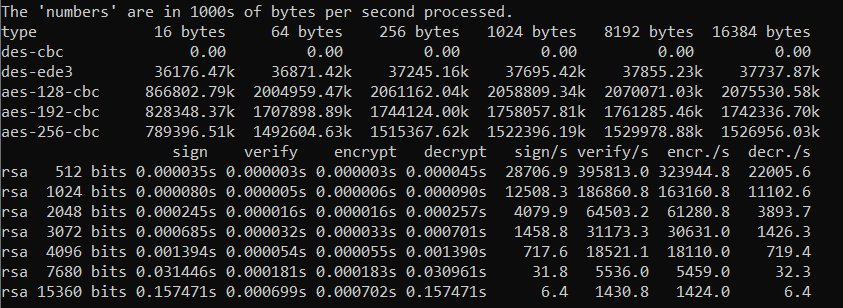 The 'numbers' are in 1000s of bytes per second processed.
type 16 bytes 64 bytes 256 bytes 1024 bytes 8192 bytes 16384 bytes
des-cbc 0.00 0.00 0.00 0.00 0.00 0.00
des-ede3 36176.47k 36871.42k 37245.16k 37695.42k 37855.23k 37737.87k
aes-128-cbc 866802.79k 2004959.47k 2061162.04k 2058809.34k 2070071.03k 2075530.58k
aes-192-cbc 828348.37k 1707898.89k 1744124.00k 1758057.81k 1761285.46k 1742336.70k
aes-256-cbc 789396.51k 1492604.63k 1515367.62k 1522396.19k 1529978.88k 1526956.03k
sign verify encrypt decrypt sign/s verify/s encr./s decr./s
rsa 512 bits 0.000035s 0.000003s 0.000003s 0.000045s 28706.9 395813.0 323944.8 22005.6
rsa 1024 bits 0.000080s 0.000005s 0.000006s 0.000090s 12508.3 186860.8 163160.8 11102.6
rsa 2048 bits 0.000245s 0.000016s 0.000016s 0.000257s 4079.9 64503.2 61280.8 3893.7
rsa 3072 bits 0.000685s 0.000032s 0.000033s 0.000701s 1458.8 31173.3 30631.0 1426.3
rsa 4096 bits 0.001394s 0.000054s 0.000055s 0.001390s 717.6 18521.1 18110.0 719.4
rsa 7680 bits 0.031446s 0.000181s 0.000183s 0.030961s 31.8 5536.0 5459.0 32.3
rsa 15360 bits 0.157471s 0.000699s 0.000702s 0.157471s 6.4 1430.8 1424.0 6.4